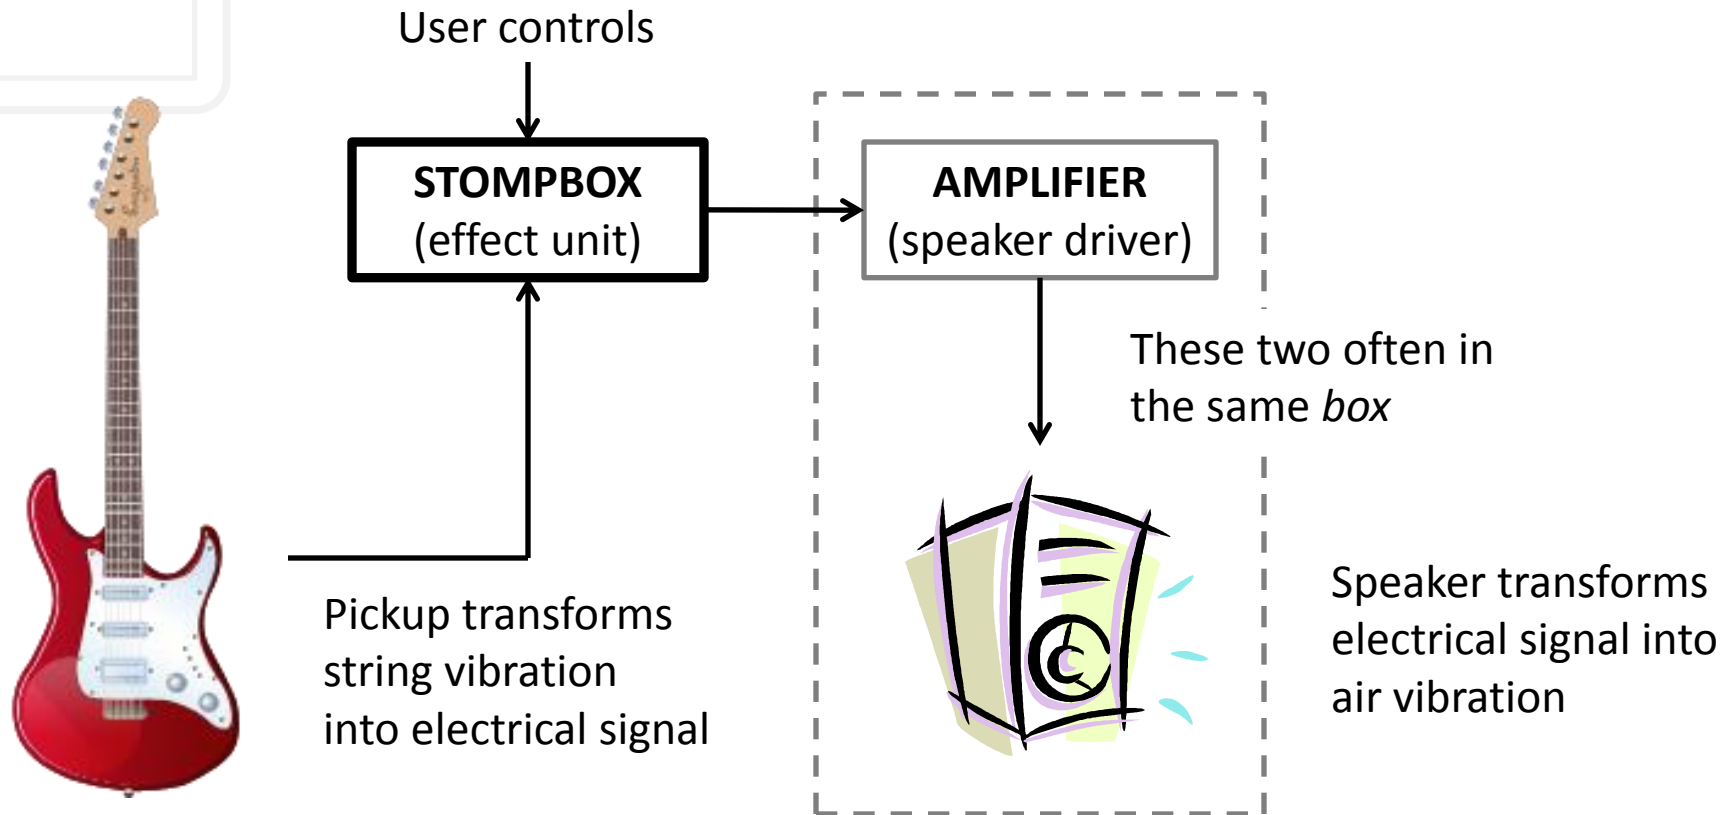 User controls
STOMPBOX
(effect unit)
AMPLIFIER
(speaker driver)
These two often in
the same box
Pickup transforms
string vibration
into electrical signal
Speaker transforms
electrical signal into
air vibration